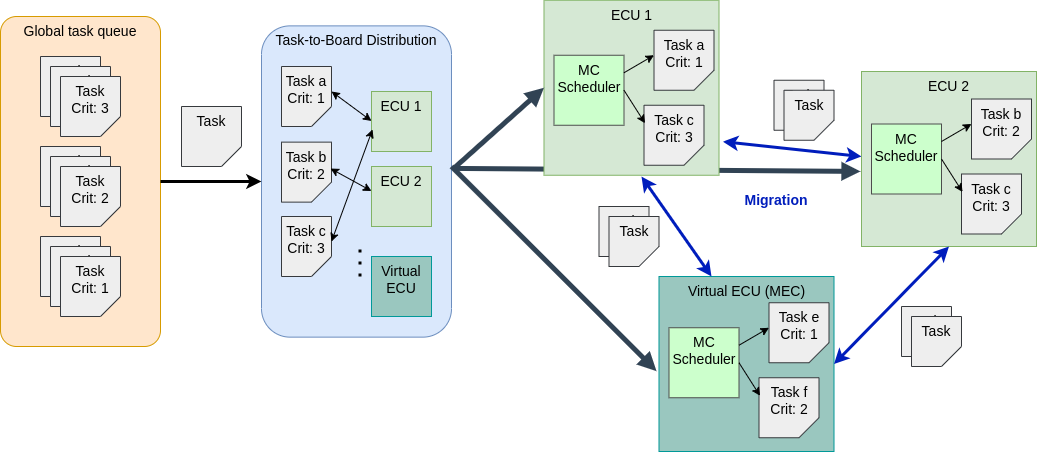 Global task queue
Task
Crit: 3
Task
Crit: 2
Task
Crit: 1
Task
Task-to-Board Distribution
Task a
Crit: 1
Task b
Crit: 2
Task c
Crit: 3
ECU 1
ECU 2
Virtual
ECU
ECU 1
MC
Scheduler
Task a
Crit: 1
Task c
Crit: 3
Task
ECU 2
MC
Scheduler
Task b
Crit: 2
Task c
Crit: 3
Migration
Task
Virtual ECU (MEC)
MC
Scheduler
Task e
Crit: 1
Task f
Crit: 2
Task